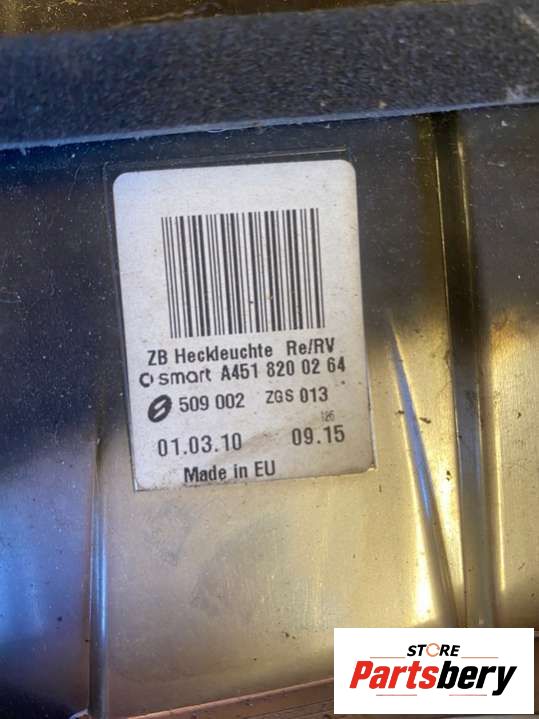 ZB Heckleuchte Re/RV
smart A451 820 02 64
509 002 ZGS 013
126
01.03.10 09.15
Made in EU
STORE
Partsbery